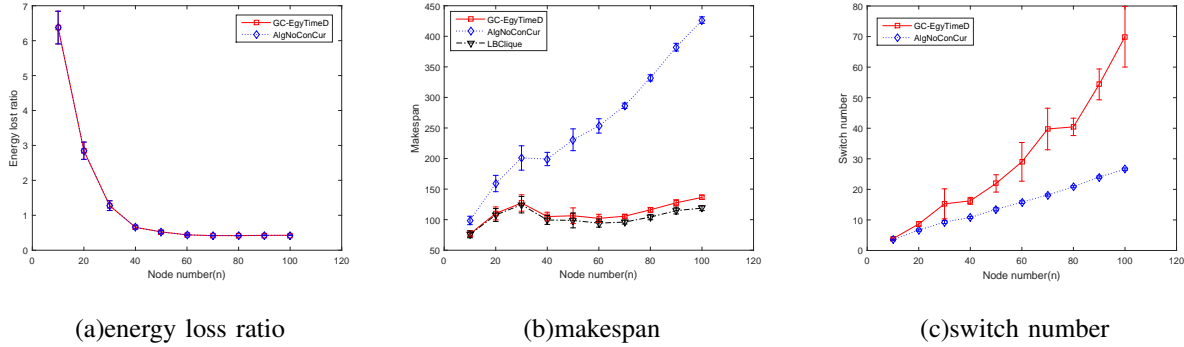 7
6
5
4
3
2
1
0
Energy lost ratio
GC-EgyTimeD
AlgNoConCur
0 20 40 60 80 100 120
Node number(n)
(a)energy loss ratio
450
400
350
300
250
200
150
100
50
Makespan
GC-EgyTimeD
AlgNoConCur
LBClique
0 20 40 60 80 100 120
Node number(n)
(b)makespan
80
70
60
50
40
30
20
10
0
Switch number
GC-EgyTimeD
AlgNoConCur
0 20 40 60 80 100 120
Node number(n)
(c)switch number